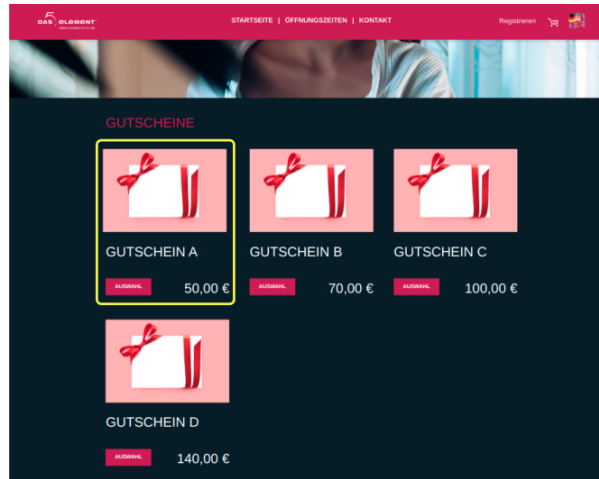 DAS element
STARTSEITE | ÖFFNUNGSZEITEN | KONTAKT
Registrieren
GUTSCHEINE
GUTSCHEIN A
AUSWAHL 50,00 €
GUTSCHEIN B
AUSWAHL 70,00 €
GUTSCHEIN C
AUSWAHL 100,00 €
GUTSCHEIN D
AUSWAHL 140,00 €